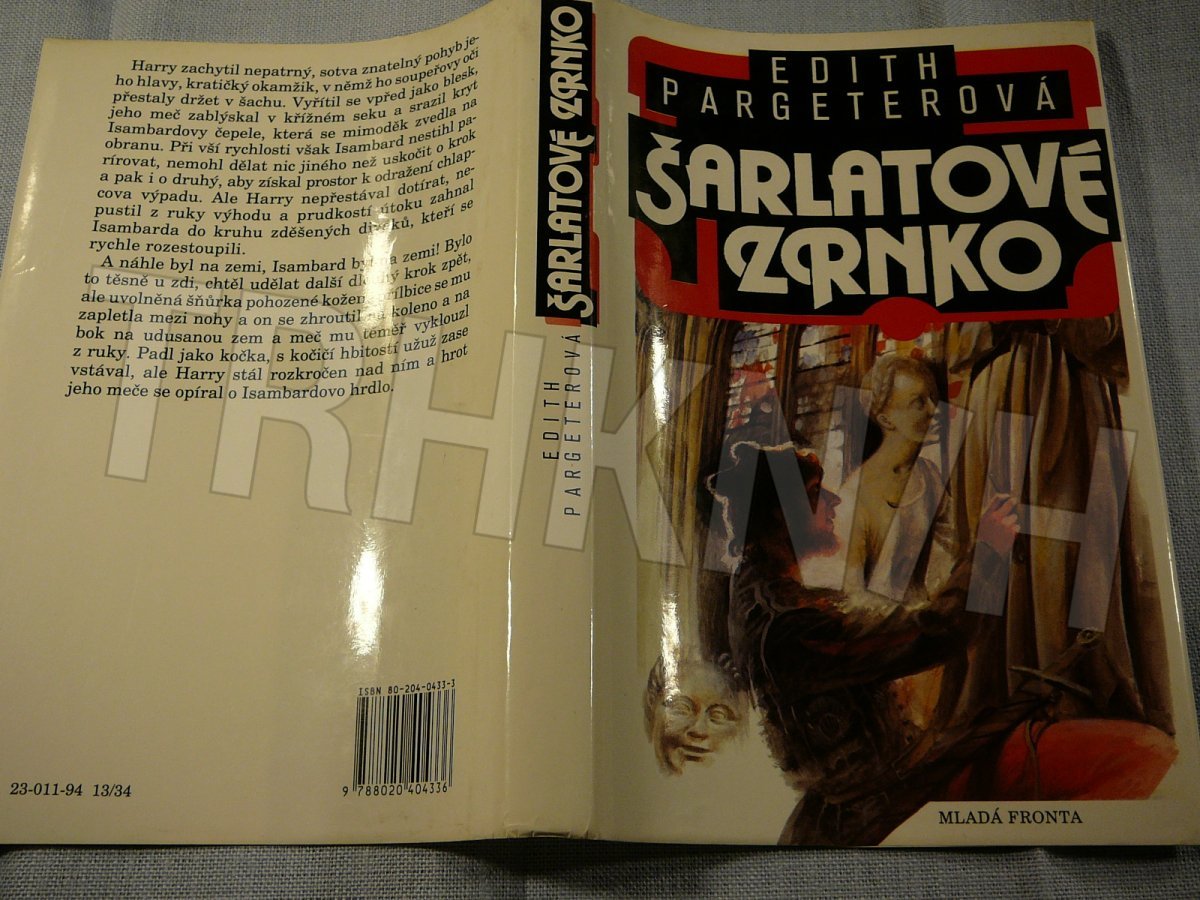 Harry zachytil nepatrný, sotva znatelný pohyb je-
ho hlavy, kratičký okamžik, v němž ho soupeřovy oči
přestaly držet v šachu. Vyřítil se vpřed jako blesk,
jeho meč zablýskal v křížném seku a srazil kryt
Isambardovy čepele, která se mimoděk zvedla na
obranu. Při vší rychlosti však Isambard nestihl pa-
rírovat, nemohl dělat nic jiného než uskočit o krok
a pak i o druhý, aby získal prostor k odražení chlap-
cova výpadu. Ale Harry nepřestával dotírat, ne-
pustil z ruky výhodu a prudkostí útoku zahnal
Isambarda do kruhu zděšených diváků, kteří se
rychle rozestoupili.
A náhle byl na zemi, Isambard byl na zemi! Bylo
to těsně u zdi, chtěl udělat další dlouhý krok zpět,
ale uvolněná šňůrka pohozené kožené přílbice se mu
zapletla mezi nohy a on se zhroutil na koleno a na
bok na udusanou zem a meč mu téměř vyklouzl
z ruky. Padl jako kočka, s kočičí hbitostí užuž zase
vstával, ale Harry stál rozkročen nad ním a hrot
jeho meče se opíral o Isambardovo hrdlo.
ISBN 80-204-0433-3
9 788020 404336
23-011-94 13/34
ŠARLATOVÉ ZRNKO
EDITH
PARGETEROVÁ
EDITH
PARGETEROVÁ
ŠARLATOVÉ
ZRNKO
MLADÁ FRONTA
TRHKNIH